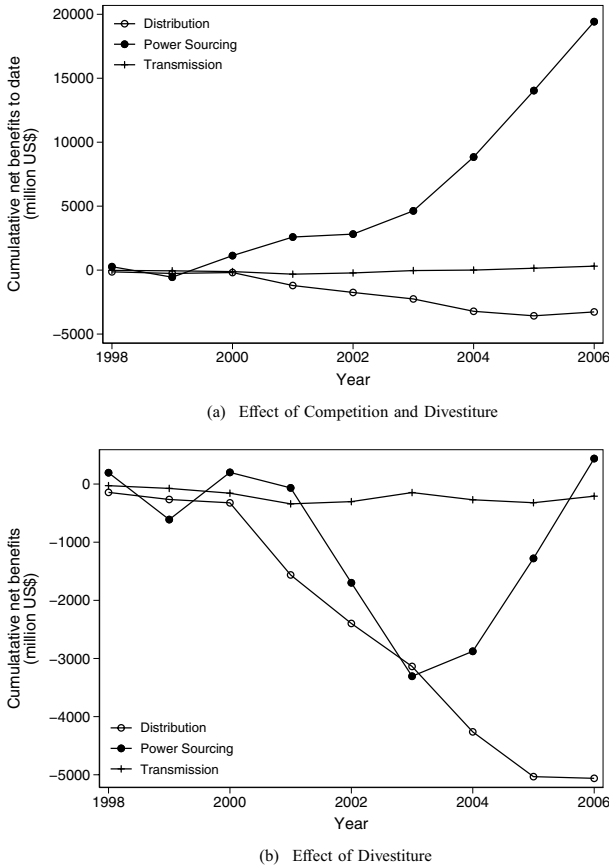 Distribution
Power Sourcing
Transmission
20000
15000
10000
5000
0
−5000
Cumulatative net benefits to date
(million US$)
1998
2000
2002
2004
2006
Year
(a) Effect of Competition and Divestiture
0
−1000
−2000
−3000
−4000
−5000
Cumulatative net benefits
(million US$)
Distribution
Power Sourcing
Transmission
1998
2000
2002
2004
2006
Year
(b) Effect of Divestiture